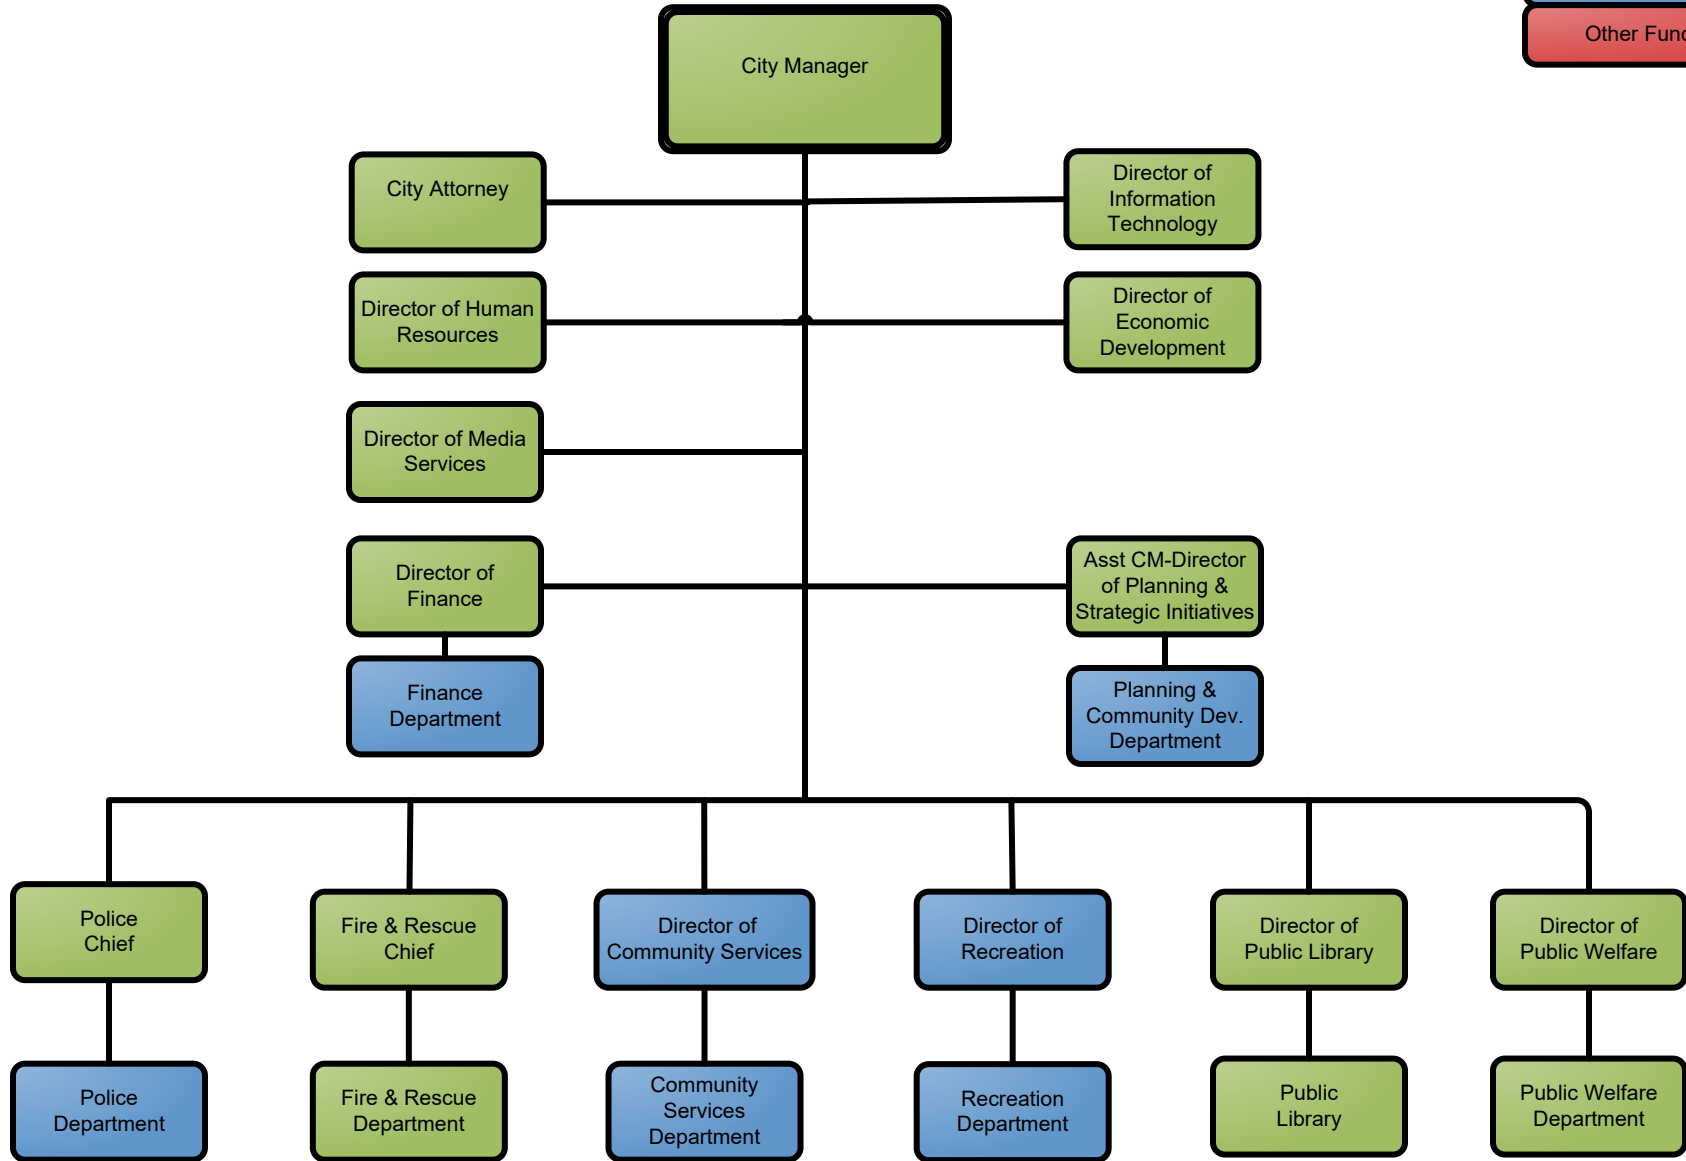 City Manager
Other
City Attorney
Director of
Information
Technology
Director of Human
Resources
Director of
Economic
Development
Director of Media
Services
Director of
Finance
Asst CM-Director
of Planning &
Strategic Initiatives
Finance
Department
Planning &
Community Dev.
Department
Police
Chief
Fire & Rescue
Chief
Director of
Community Services
Director of
Recreation
Director of
Public Library
Director of
Public Welfare
Police
Department
Fire & Rescue
Department
Community
Services
Department
Recreation
Department
Public
Library
Public Welfare
Department